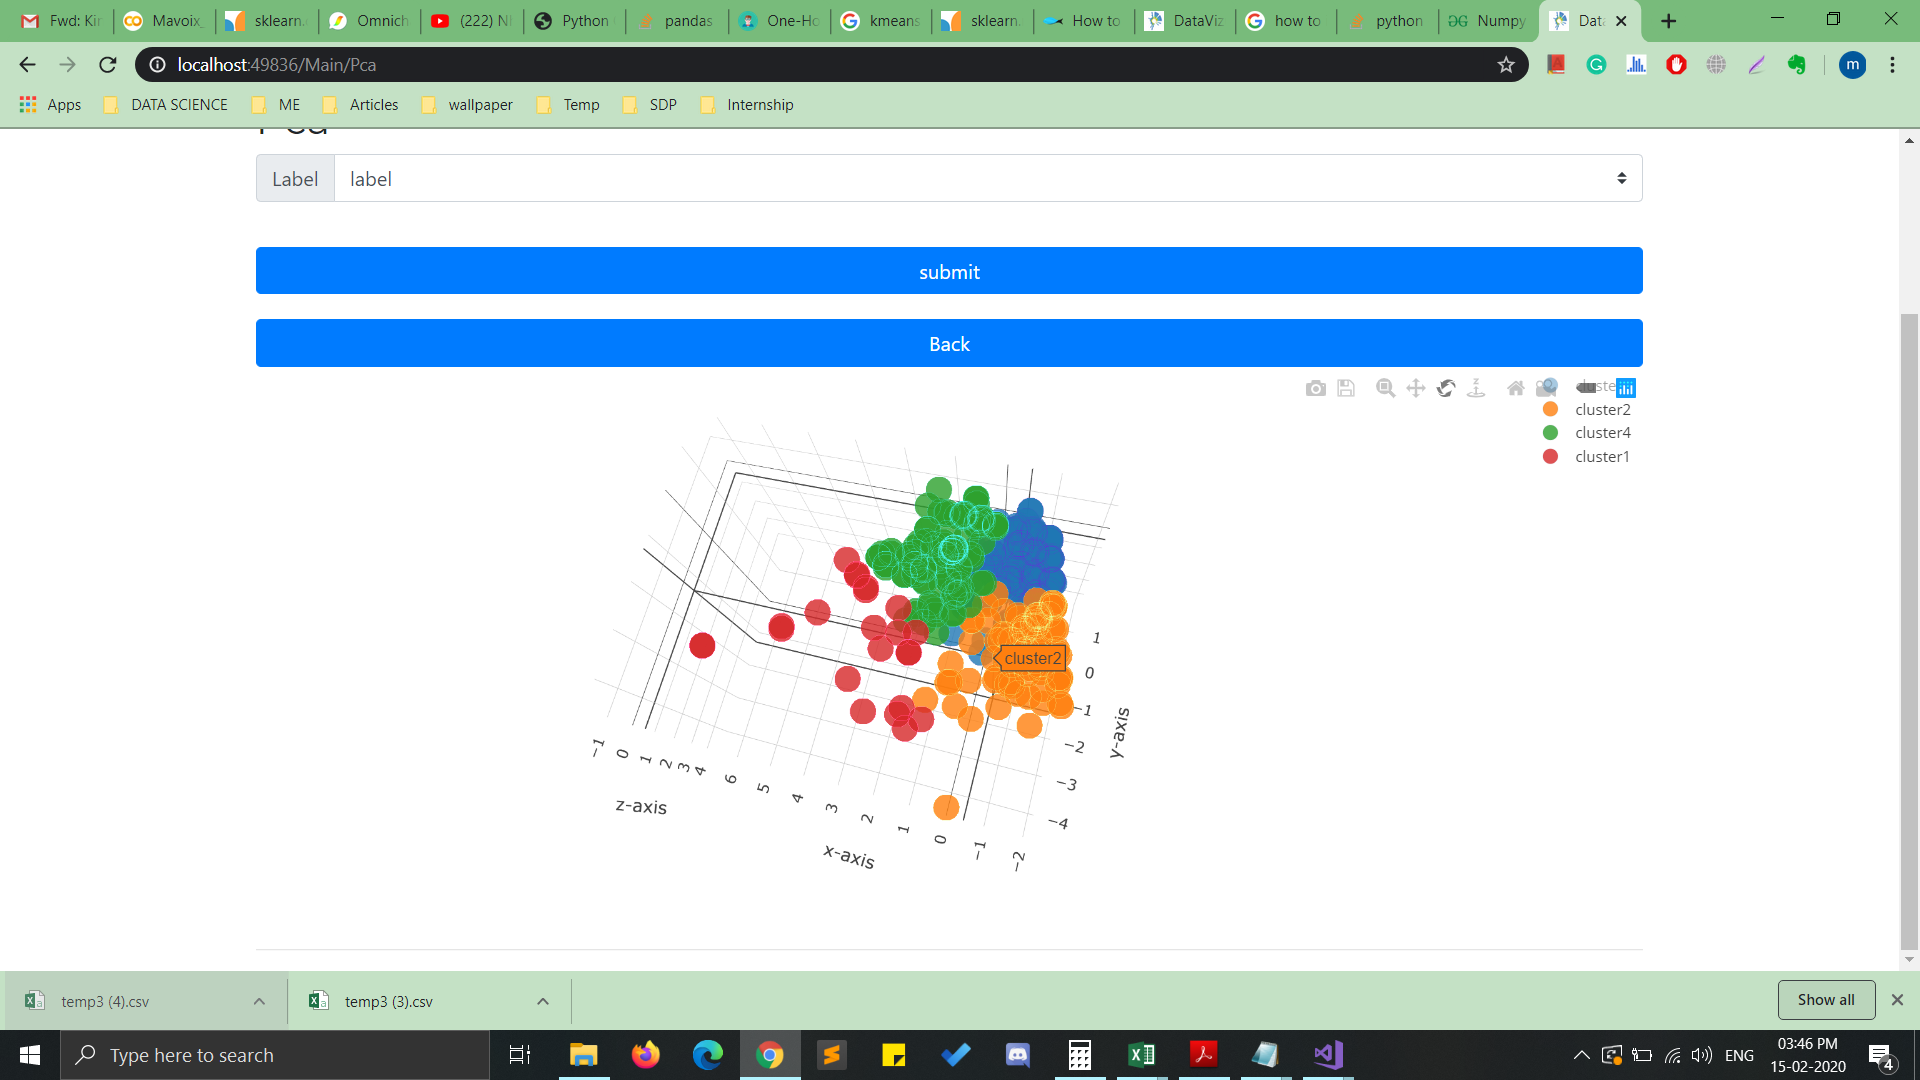 Fwd: Kir
Mavoix_
sklearn.
Omnich
(222) NI
Python
pandas
One-Ho
kmeans
sklearn.
How to
DataViz
how to
python
Numpy
Data
localhost:49836/Main/Pca
m
Apps
DATA SCIENCE
ME
Articles
wallpaper
Temp
SDP
Internship
Label
label
submit
Back
cluster2
cluster4
cluster1
cluster2
1
0
−1
−2
−3
−4
y-axis
−1
0
1
2
3
4
z-axis
6
5
4
3
2
1
0
−1
−2
x-axis
temp3 (4).csv
temp3 (3).csv
Show all
Type here to search
ENG
03:46 PM
15-02-2020
4